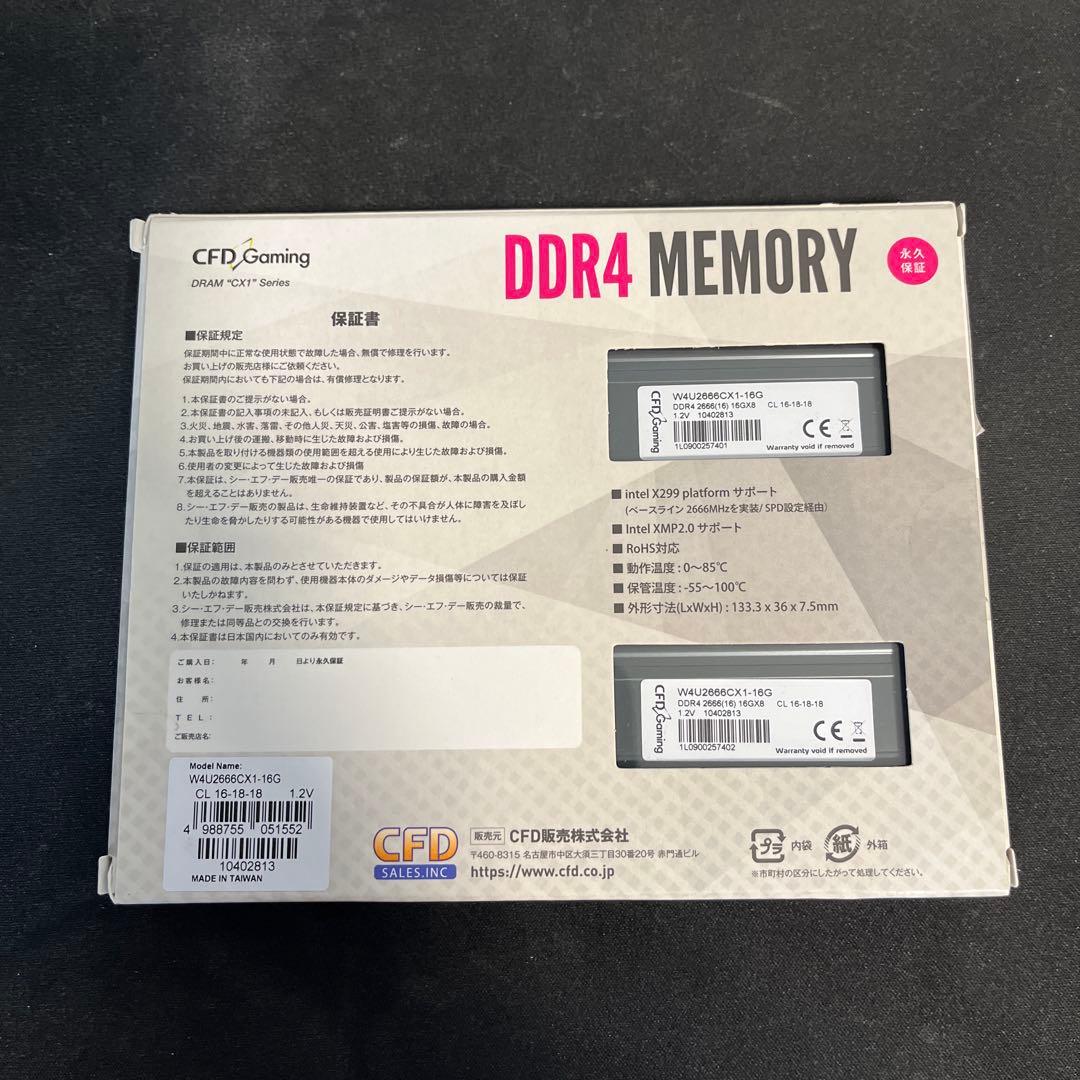 CFD Gaming
DRAM "CX1" Series
DDR4 MEMORY
永久
保証
保証書
■保証規定
保証期間中に正常な使用状態で故障した場合、無償で修理を行います。
お買い上げの販売店様にご依頼ください。
保証期間内においても下記の場合は、有償修理となります。
1.本保証書のご提示がない場合。
2.本保証書の記入事項の未記入、もしくは販売証明書ご提示がない場合。
3.火災、地震、水害、落雷、その他人災、天災、公害、塩害等の損傷、故障の場合。
4.お買い上げ後の運搬、移動時に生じた故障および損傷。
5.本製品を取り付ける機器類の使用範囲を超える使用により生じた故障および損傷。
6.使用者の変更によって生じた故障および損傷
7.本保証は、シー・エフ・デー販売唯一の保証であり、製品の保証額が、本製品の購入金額
を超えることはありません。
8.シー・エフ・デー販売の製品は、生命維持装置など、その不具合が人体に障害を及ぼし
たり生命を脅かしたりする可能性がある機器で使用してはいけません。
■保証範囲
1.保証の適用は、本製品のみとさせていただきます。
2.本製品の故障内容を問わず、使用機器本体のダメージやデータ損傷等については保証
いたしかねます。
3.シー・エフ・デー販売株式会社は、本保証規定に基づき、シー・エフ・デー販売の裁量で、
修理または同等品との交換を行います。
4.本保証書は日本国内においてのみ有効です。
ご購入日: 年 月 日より永久保証
お客様名:
住 所:
TEL:
ご販売店名:
Model Name:
W4U2666CX1-16G
CL 16-18-18 1.2V
4 988755 051552
10402813
MADE IN TAIWAN
CFD Gaming
W4U2666CX1-16G
DDR4 2666(16) 16GX8 CL 16-18-18
1.2V 10402813
1L0900257401
CE
Warranty void if removed
■ intel X299 platform サポート
(ベースライン 2666MHzを実装/ SPD設定経由)
■ Intel XMP2.0 サポート
■ RoHS対応
■ 動作温度:0～85℃
■ 保管温度:-55～100℃
■ 外形寸法(LxWxH) : 133.3 x 36 x 7.5mm
CFD Gaming
W4U2666CX1-16G
DDR4 2666(16) 16GX8 CL 16-18-18
1.2V 10402813
1L0900257402
CE
Warranty void if removed
CFD
SALES.INC
販売元 CFD販売株式会社
〒460-8315 名古屋市中区大須三丁目30番20号 赤門通ビル
https://www.cfd.co.jp
プラ 内袋
紙 外箱
※市町村の区分にしたがって処理してください。